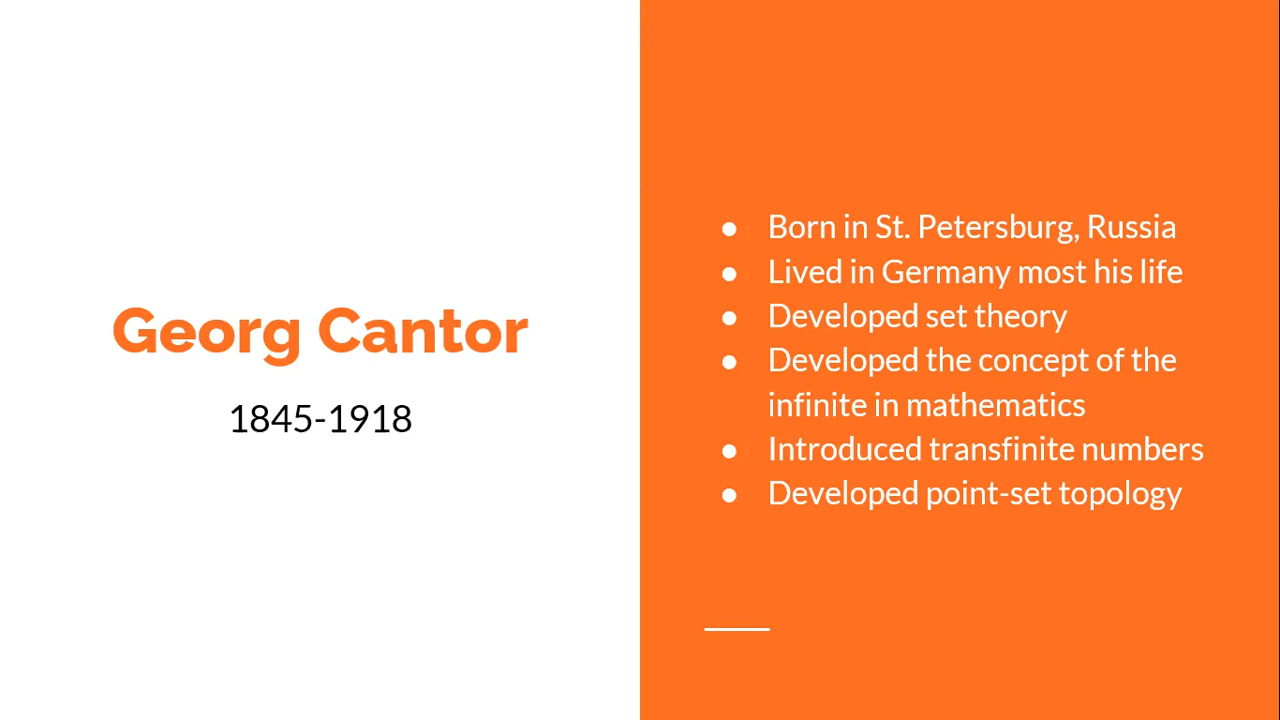 Georg Cantor
1845-1918
● Born in St. Petersburg, Russia
● Lived in Germany most his life
● Developed set theory
● Developed the concept of the
infinite in mathematics
● Introduced transfinite numbers
● Developed point-set topology